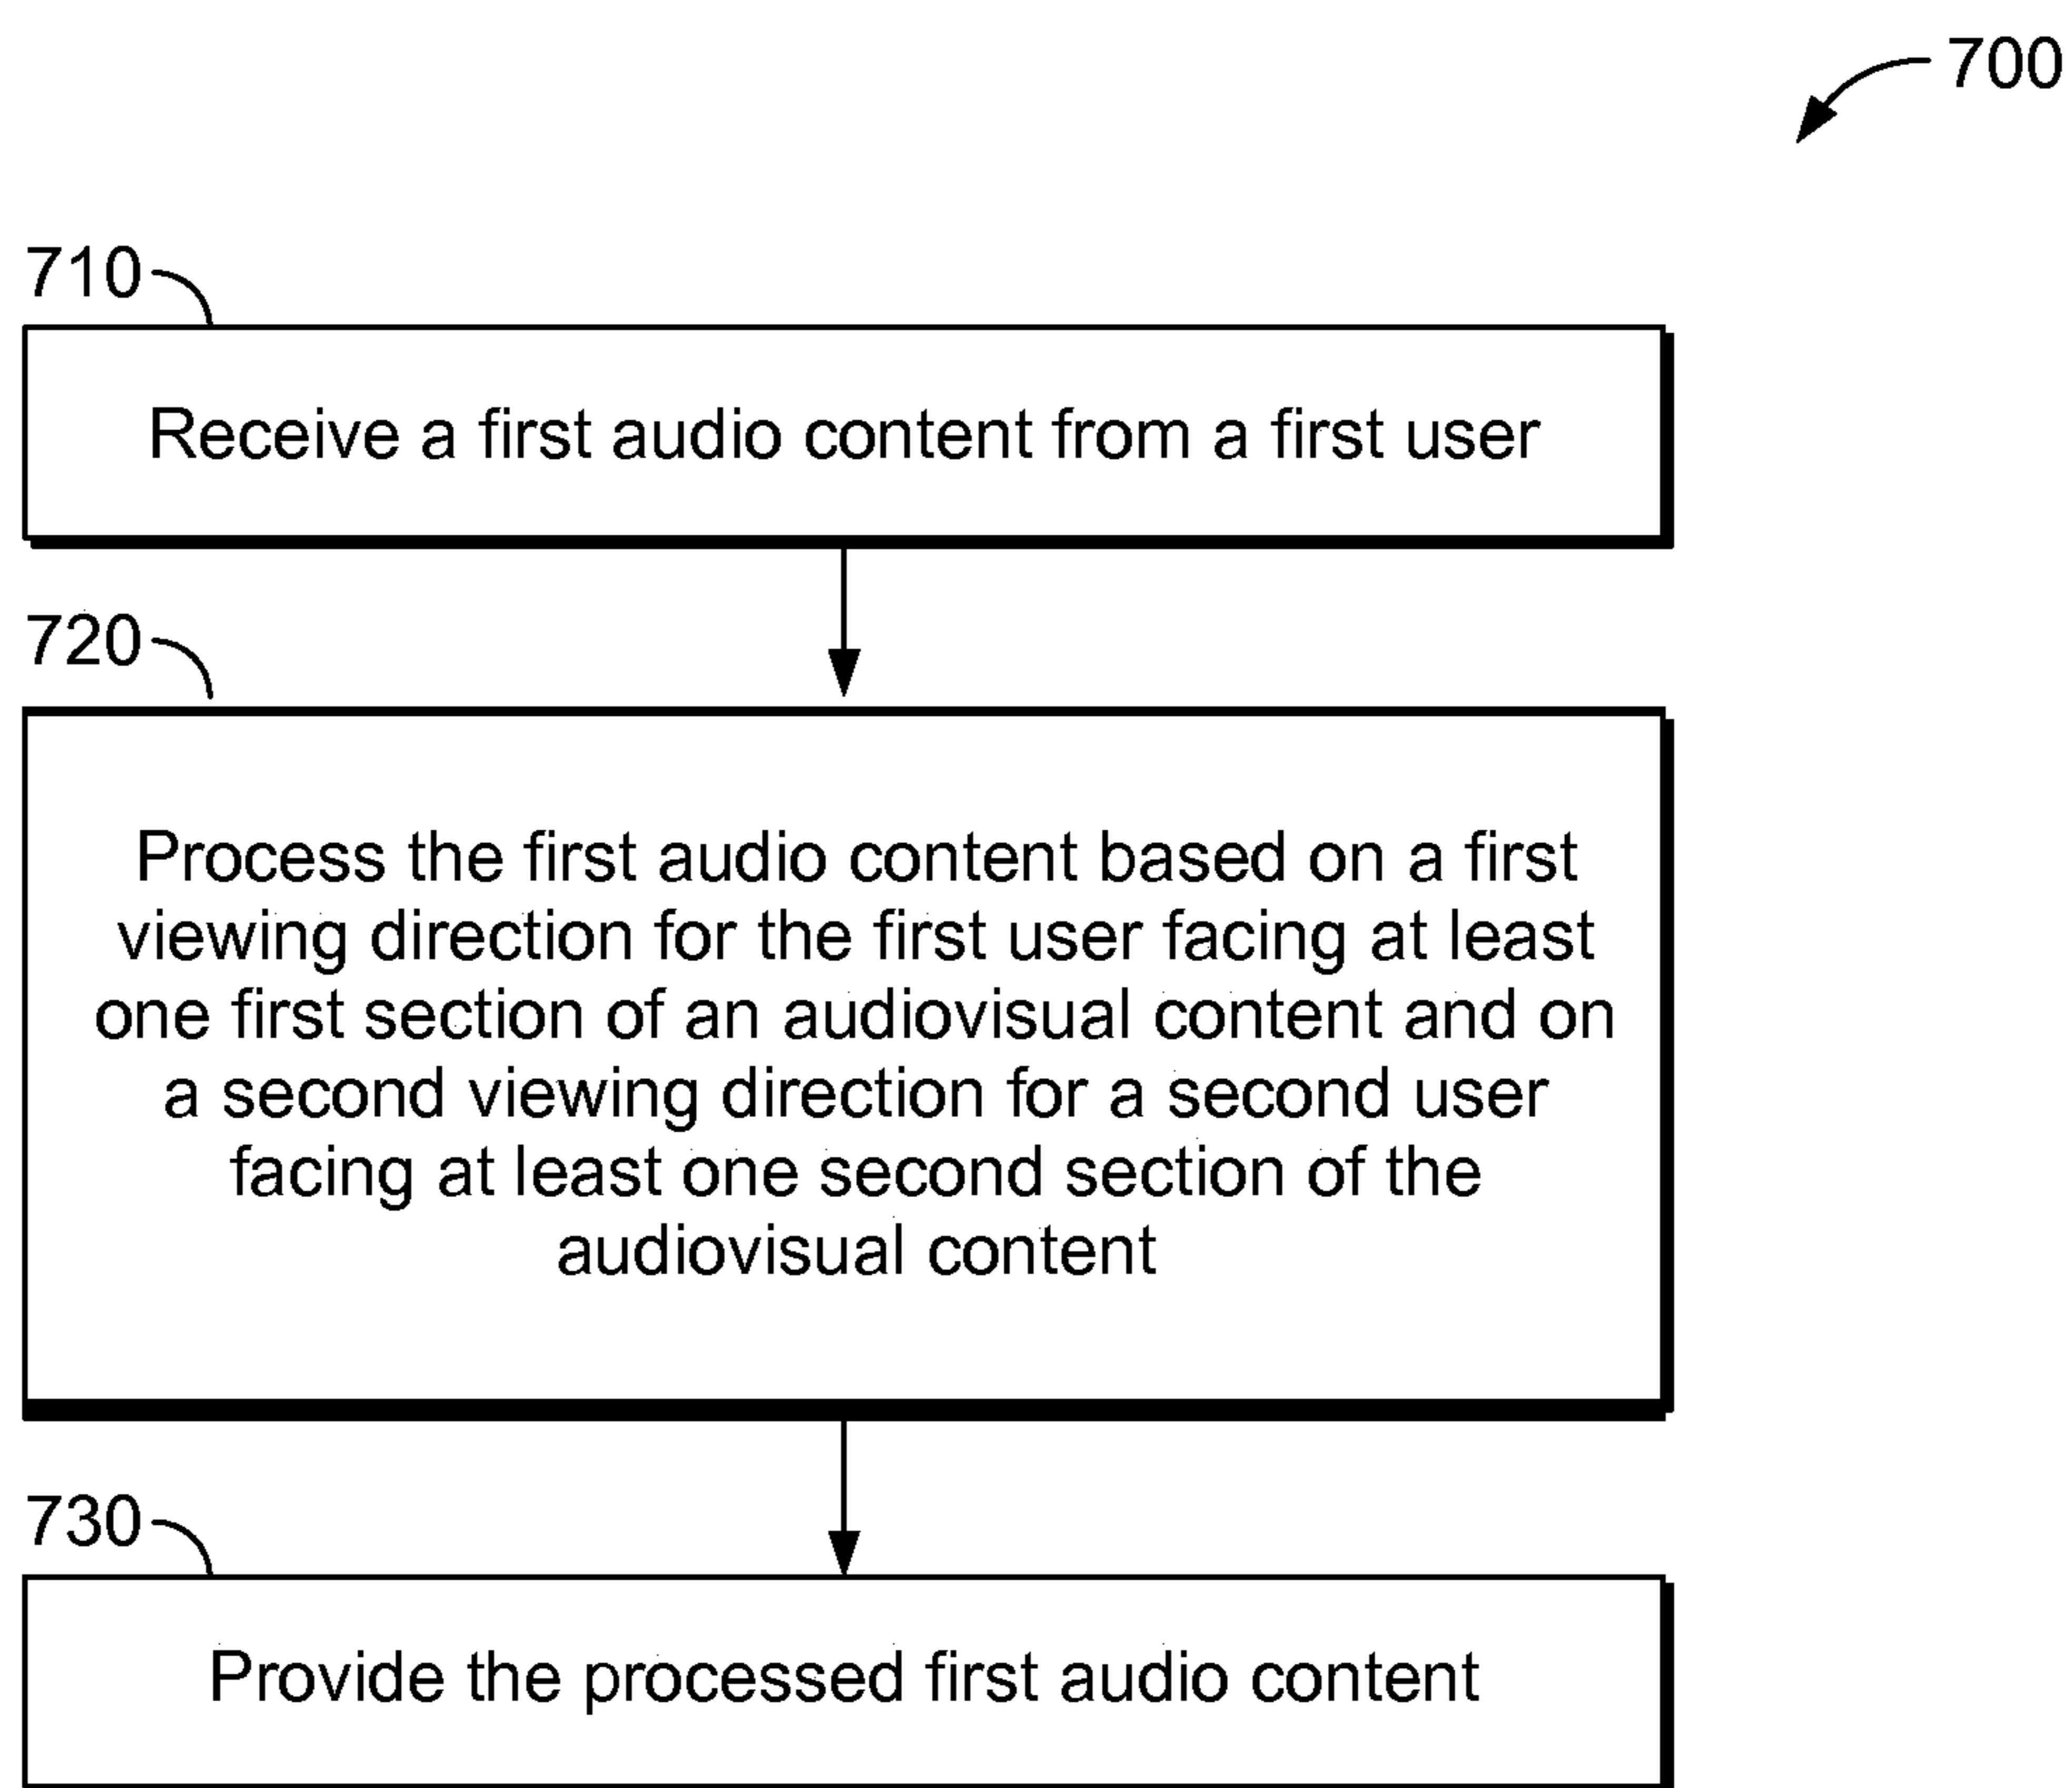 700
710
Receive a first audio content from a first user
720
Process the first audio content based on a first
viewing direction for the first user facing at least
one first section of an audiovisual content and on
a second viewing direction for a second user
facing at least one second section of the
audiovisual content
730
Provide the processed first audio content